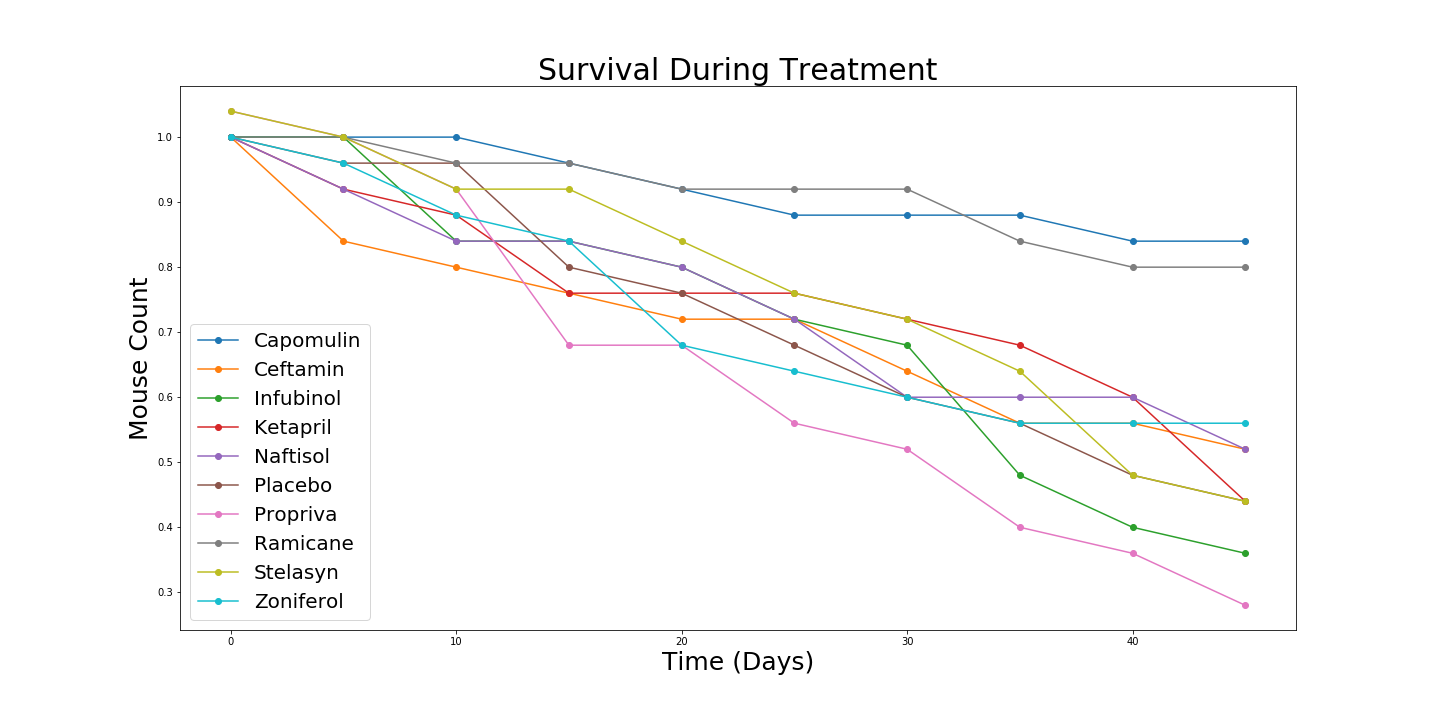 Survival During Treatment
1.0
0.9
0.8
0.7
0.6
0.5
0.4
0.3
Mouse Count
Capomulin
Ceftamin
Infubinol
Ketapril
Naftisol
Placebo
Propriva
Ramicane
Stelasyn
Zoniferol
0 10 20 30 40
Time (Days)